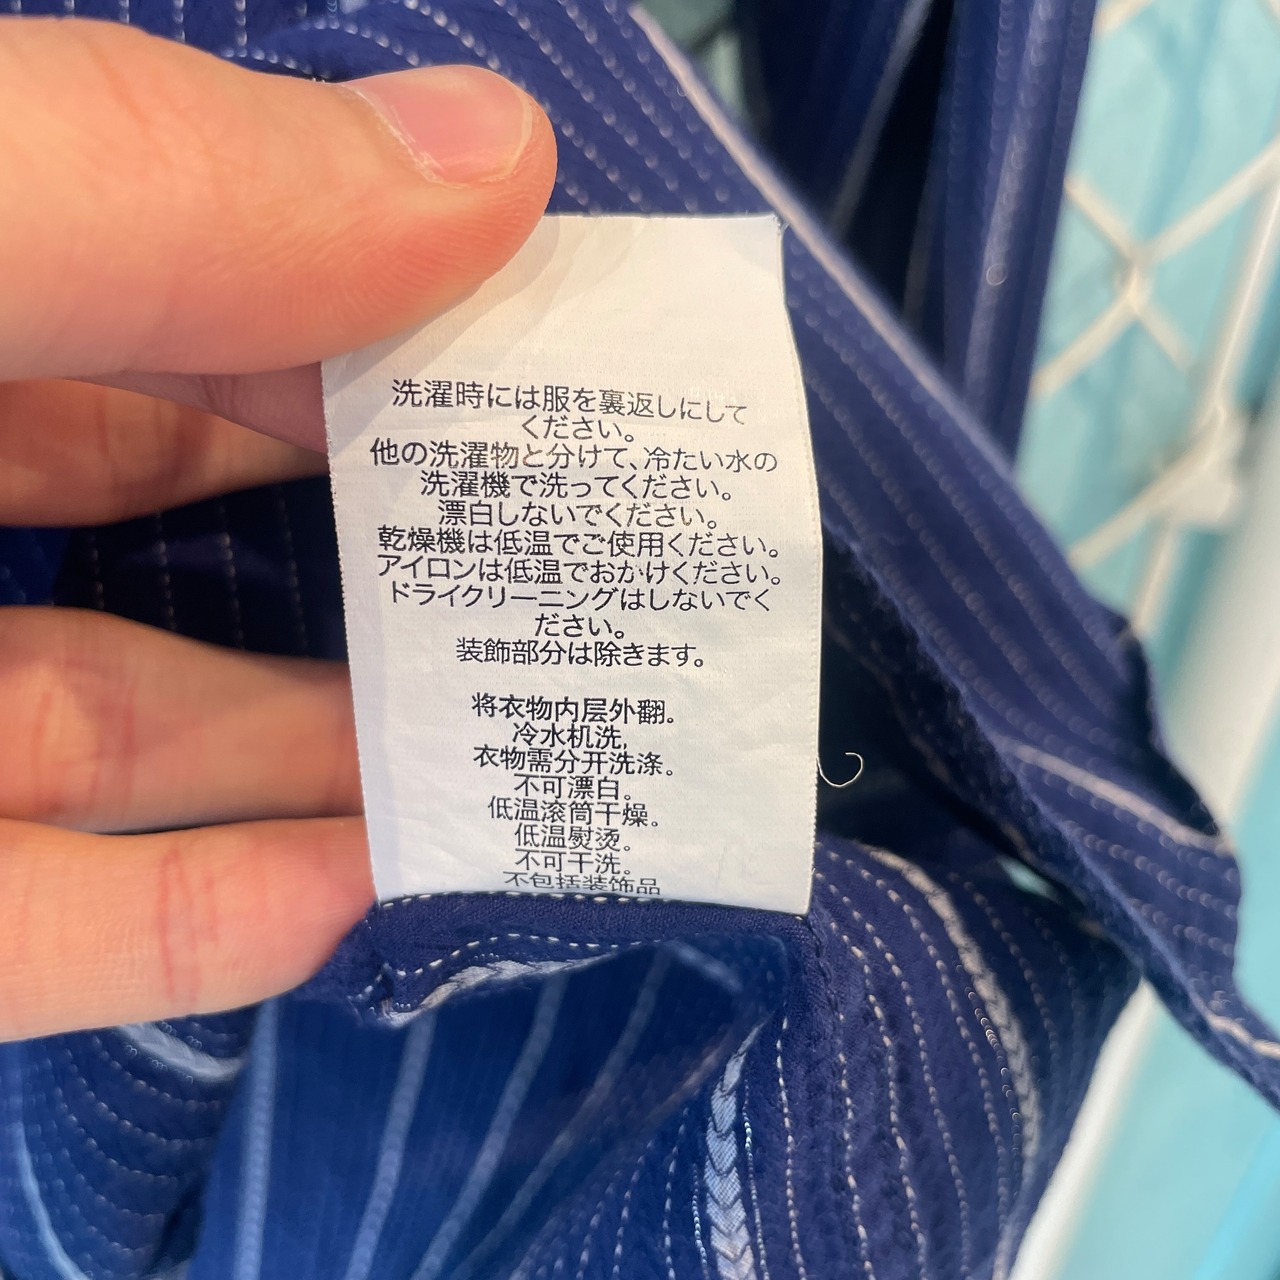 洗濯時には服を裏返しにして
ください。
他の洗濯物と分けて、冷たい水の
洗濯機で洗ってください。
漂白しないでください。
乾燥機は低温でご使用ください。
アイロンは低温でおかけください。
ドライクリーニングはしないでく
ださい。
装飾部分は除きます。
将衣物内层外翻。
冷水机洗,
衣物需分开洗涤。
不可漂白。
低温滚筒干燥。
低温熨烫。
不可干洗。
不包括装饰品